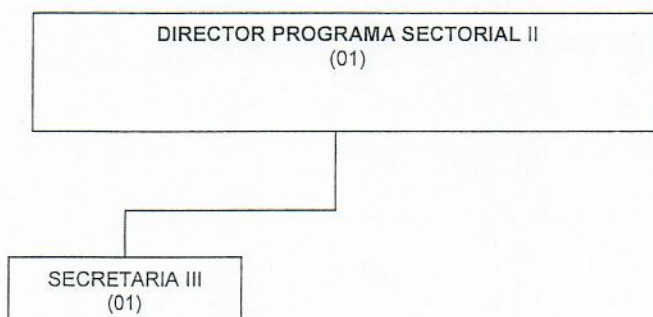 DIRECTOR PROGRAMA SECTORIAL II
(01)
SECRETARIA III
(01)